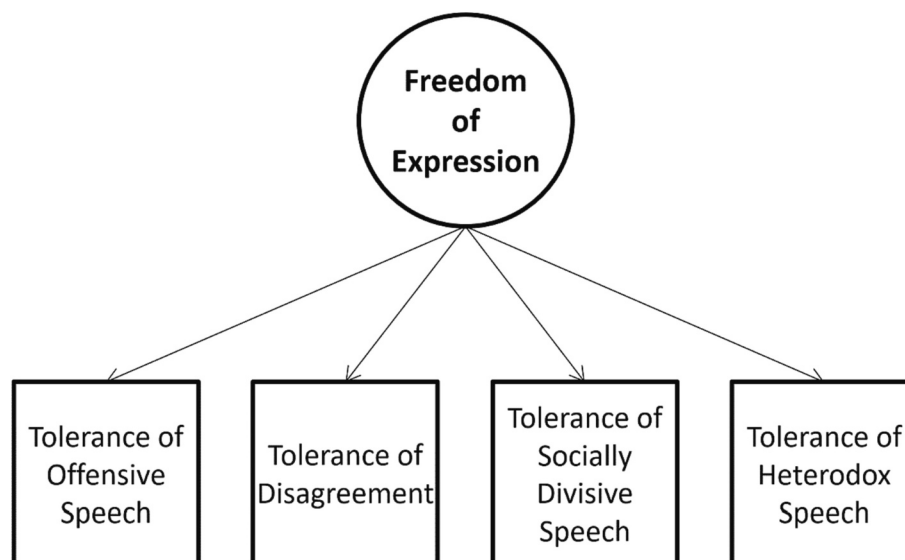 Freedom
of
Expression
Tolerance of
Offensive
Speech
Tolerance of
Disagreement
Tolerance of
Socially
Divisive
Speech
Tolerance of
Heterodox
Speech